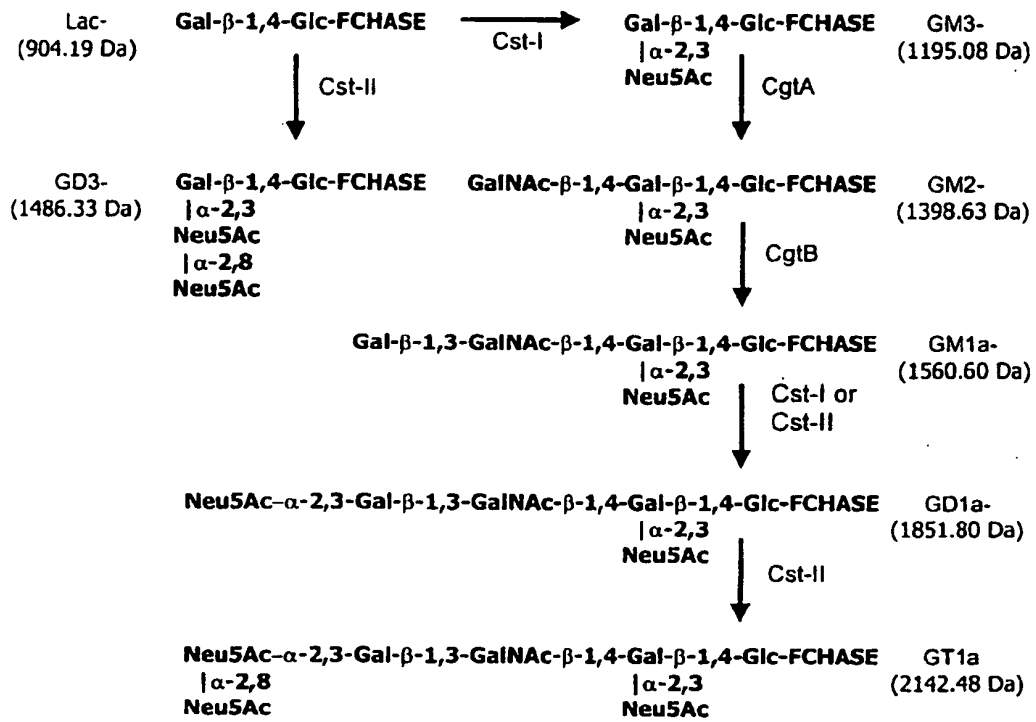 Lac-
(904.19 Da)
Gal-β-1,4-Glc-FCHASE
Cst-I
Gal-β-1,4-Glc-FCHASE
|α-2,3
Neu5Ac
GM3-
(1195.08 Da)
Cst-II
CgtA
GD3-
(1486.33 Da)
Gal-β-1,4-Glc-FCHASE
|α-2,3
Neu5Ac
|α-2,8
Neu5Ac
GalNAc-β-1,4-Gal-β-1,4-Glc-FCHASE
|α-2,3
Neu5Ac
GM2-
(1398.63 Da)
CgtB
Gal-β-1,3-GalNAc-β-1,4-Gal-β-1,4-Glc-FCHASE
|α-2,3
Neu5Ac
GM1a-
(1560.60 Da)
Cst-I or
Cst-II
Neu5Ac-α-2,3-Gal-β-1,3-GalNAc-β-1,4-Gal-β-1,4-Glc-FCHASE
|α-2,3
Neu5Ac
GD1a-
(1851.80 Da)
Cst-II
Neu5Ac-α-2,3-Gal-β-1,3-GalNAc-β-1,4-Gal-β-1,4-Glc-FCHASE
|α-2,8
Neu5Ac
|α-2,3
Neu5Ac
GT1a
(2142.48 Da)